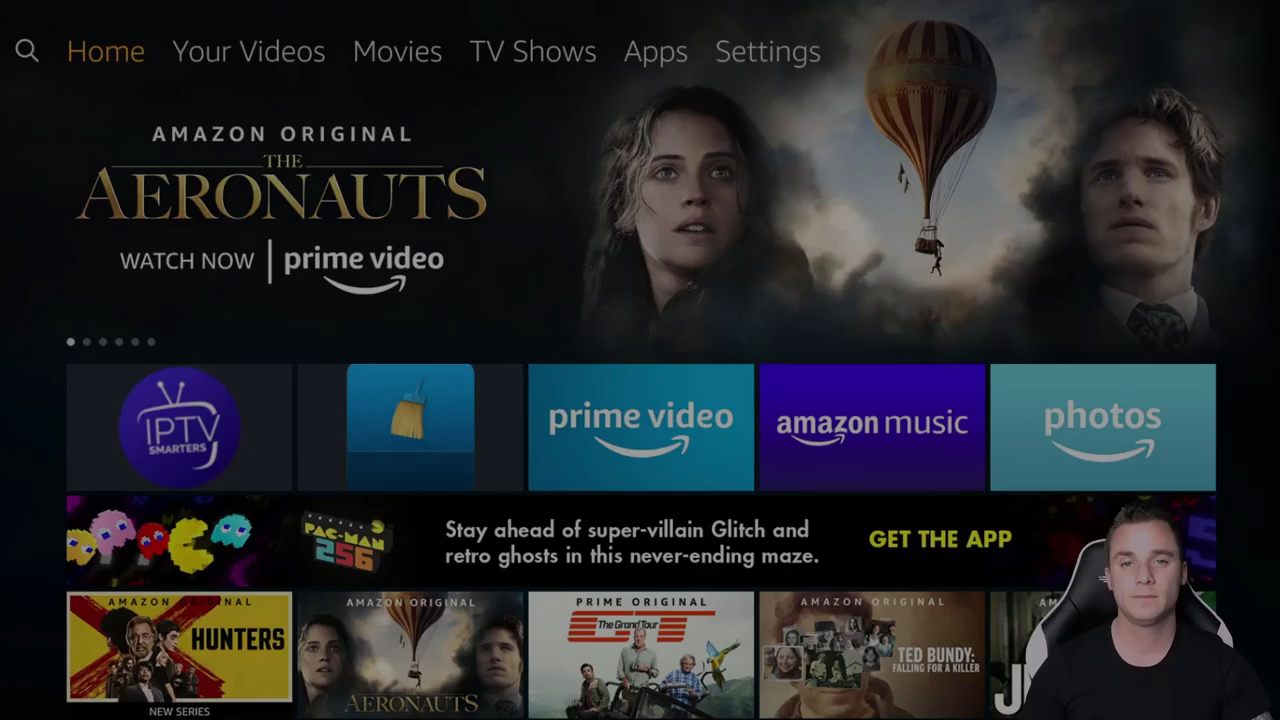 Home Your Videos Movies TV Shows Apps Settings
AMAZON ORIGINAL
THE
AERONAUTS
WATCH NOW | prime video
IPTV
SMARTERS
prime video
amazon music
photos
PAC-MAN
256
Stay ahead of super-villain Glitch and
retro ghosts in this never-ending maze.
GET THE APP
AMAZON ORIGINAL
HUNTERS
NEW SERIES
AMAZON ORIGINAL
AERONAUTS
PRIME ORIGINAL
The Grand Tour
AMAZON ORIGINAL
TED BUNDY:
FALLING FOR A KILLER
AM
J